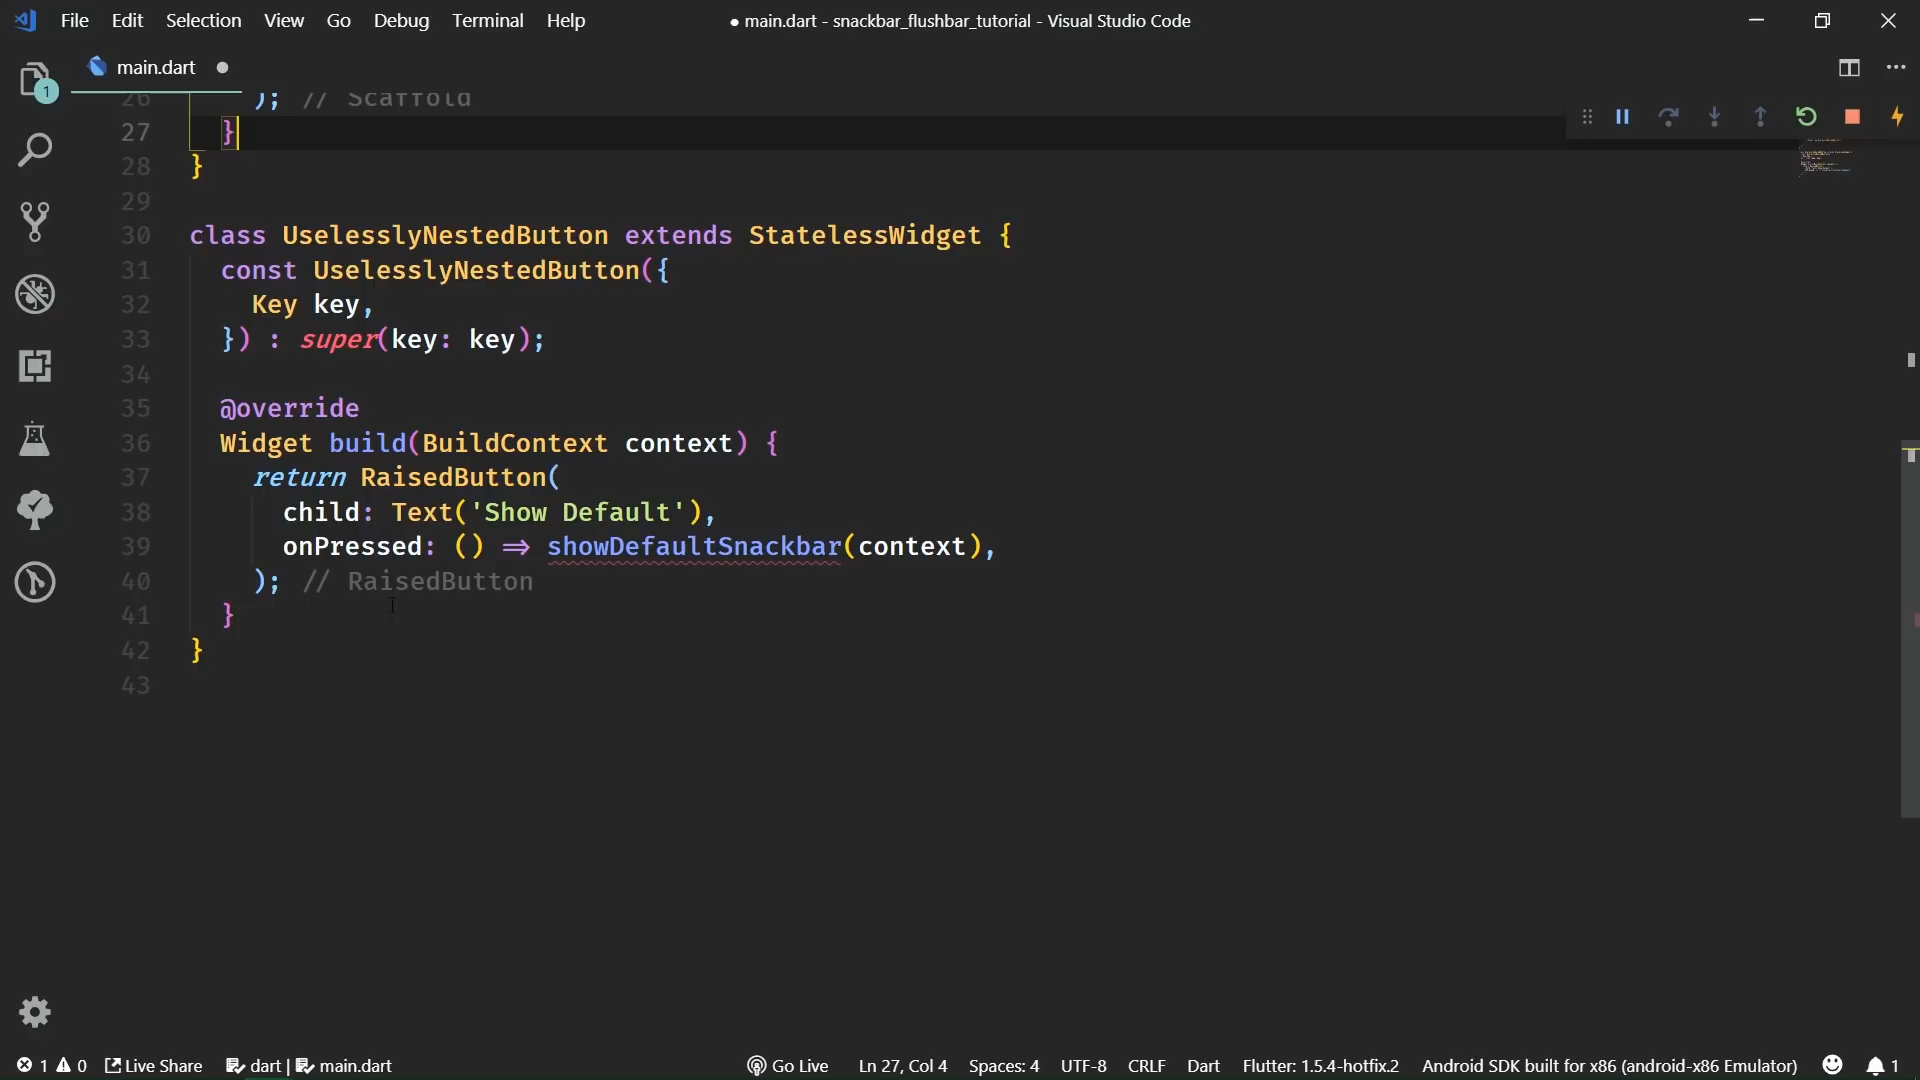 File Edit Selection View Go Debug Terminal Help
● main.dart - snackbar_flushbar_tutorial - Visual Studio Code
main.dart ●
1
26 ); // Scaffold
27 }
28 }
29
30 class UselesslyNestedButton extends StatelessWidget {
31 const UselesslyNestedButton({
32 Key key,
33 }) : super(key: key);
34
35 @override
36 Widget build(BuildContext context) {
37 return RaisedButton(
38 child: Text('Show Default'),
39 onPressed: () => showDefaultSnackbar(context),
40 ); // RaisedButton
41 }
42 }
43
1 0 Live Share dart | main.dart Go Live Ln 27, Col 4 Spaces: 4 UTF-8 CRLF Dart Flutter: 1.5.4-hotfix.2 Android SDK built for x86 (android-x86 Emulator) 1